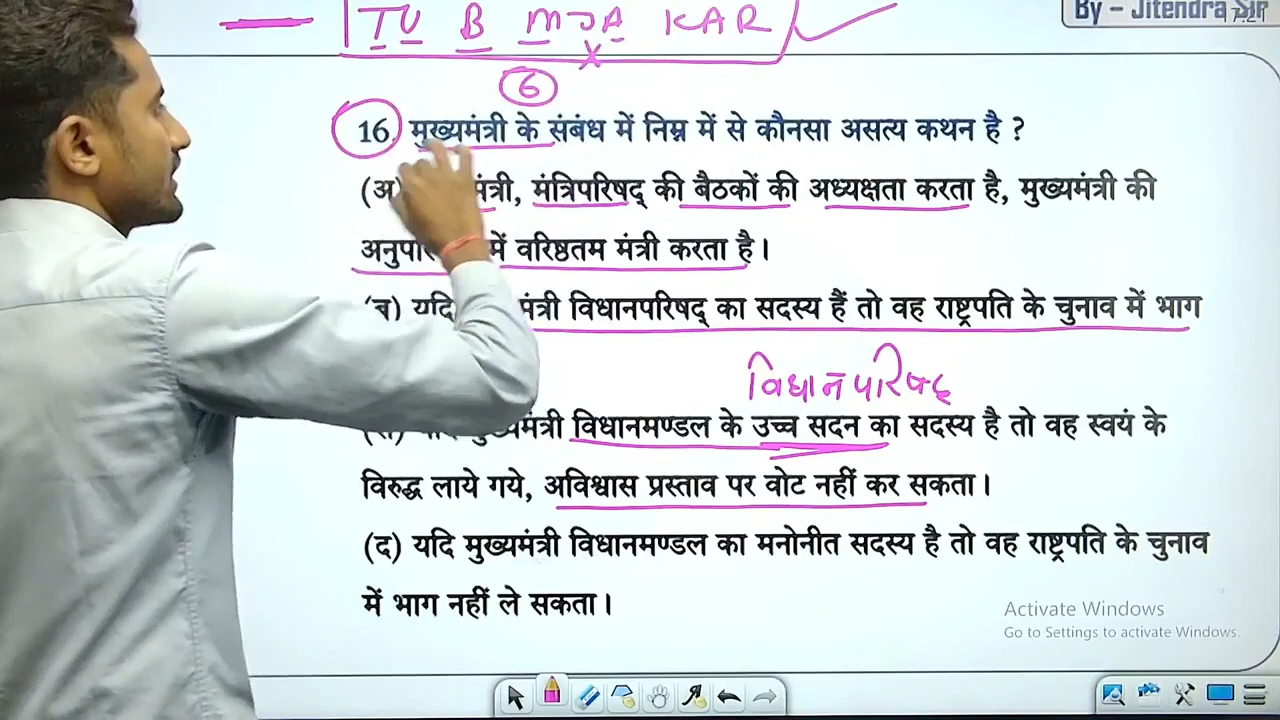 TU B MJA KAR
By - Jitendra Sir
6
16. मुख्यमंत्री के संबंध में निम्न में से कौनसा असत्य कथन है ?
(अ) मंत्री, मंत्रिपरिषद् की बैठकों की अध्यक्षता करता है, मुख्यमंत्री की
में वरिष्ठतम मंत्री करता है।
(ब) यदि मंत्री विधानपरिषद् का सदस्य हैं तो वह राष्ट्रपति के चुनाव में भाग
विधानपरिषद्
मुख्यमंत्री विधानमण्डल के उच्च सदन का सदस्य है तो वह स्वयं के
विरुद्ध लाये गये, अविश्वास प्रस्ताव पर वोट नहीं कर सकता।
(द) यदि मुख्यमंत्री विधानमण्डल का मनोनीत सदस्य है तो वह राष्ट्रपति के चुनाव
में भाग नहीं ले सकता।
Activate Windows
Go to Settings to activate Windows.